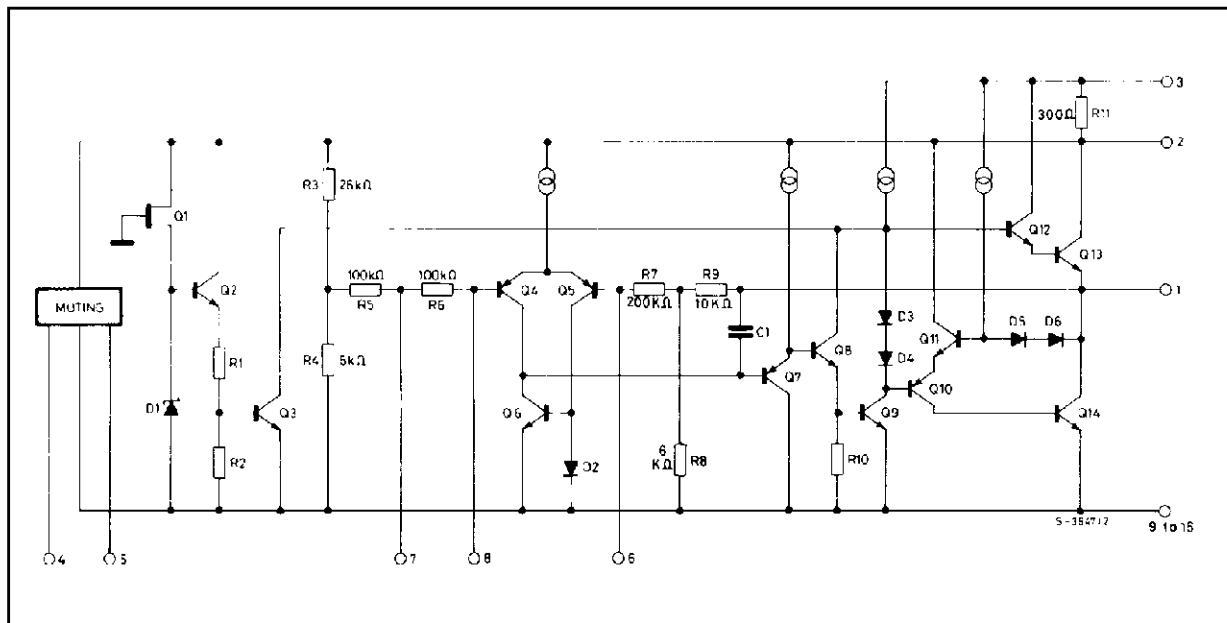 3
300Ω R11
2
R3 26kΩ
Q1
Q12
Q13
100kΩ 100kΩ Q4 Q5 R7 R9 1
MUTING Q2 R5 R6 200KΩ 10KΩ
C1
D3 D5 D6
Q11
R1 R4 5kΩ Q8
D4
Q7
Q10
D1 Q3 Q6 Q9 Q14
6
KΩ R8
R2 D2 R10
S-3847/2
9 to 16
4 5 7 8 6